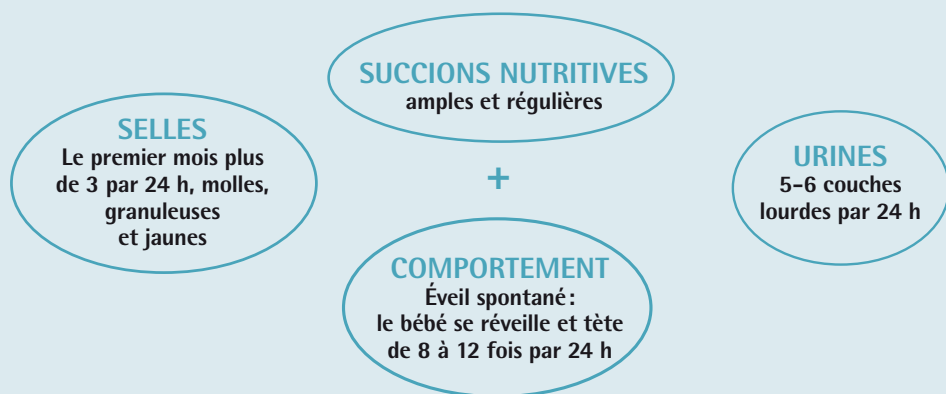 SUCCIONS NUTRITIVES
amples et régulières
SELLES
Le premier mois plus
de 3 par 24 h, molles,
granuleuses
et jaunes
+
URINES
5-6 couches
lourdes par 24 h
COMPORTEMENT
Éveil spontané :
le bébé se réveille et tète
de 8 à 12 fois par 24 h